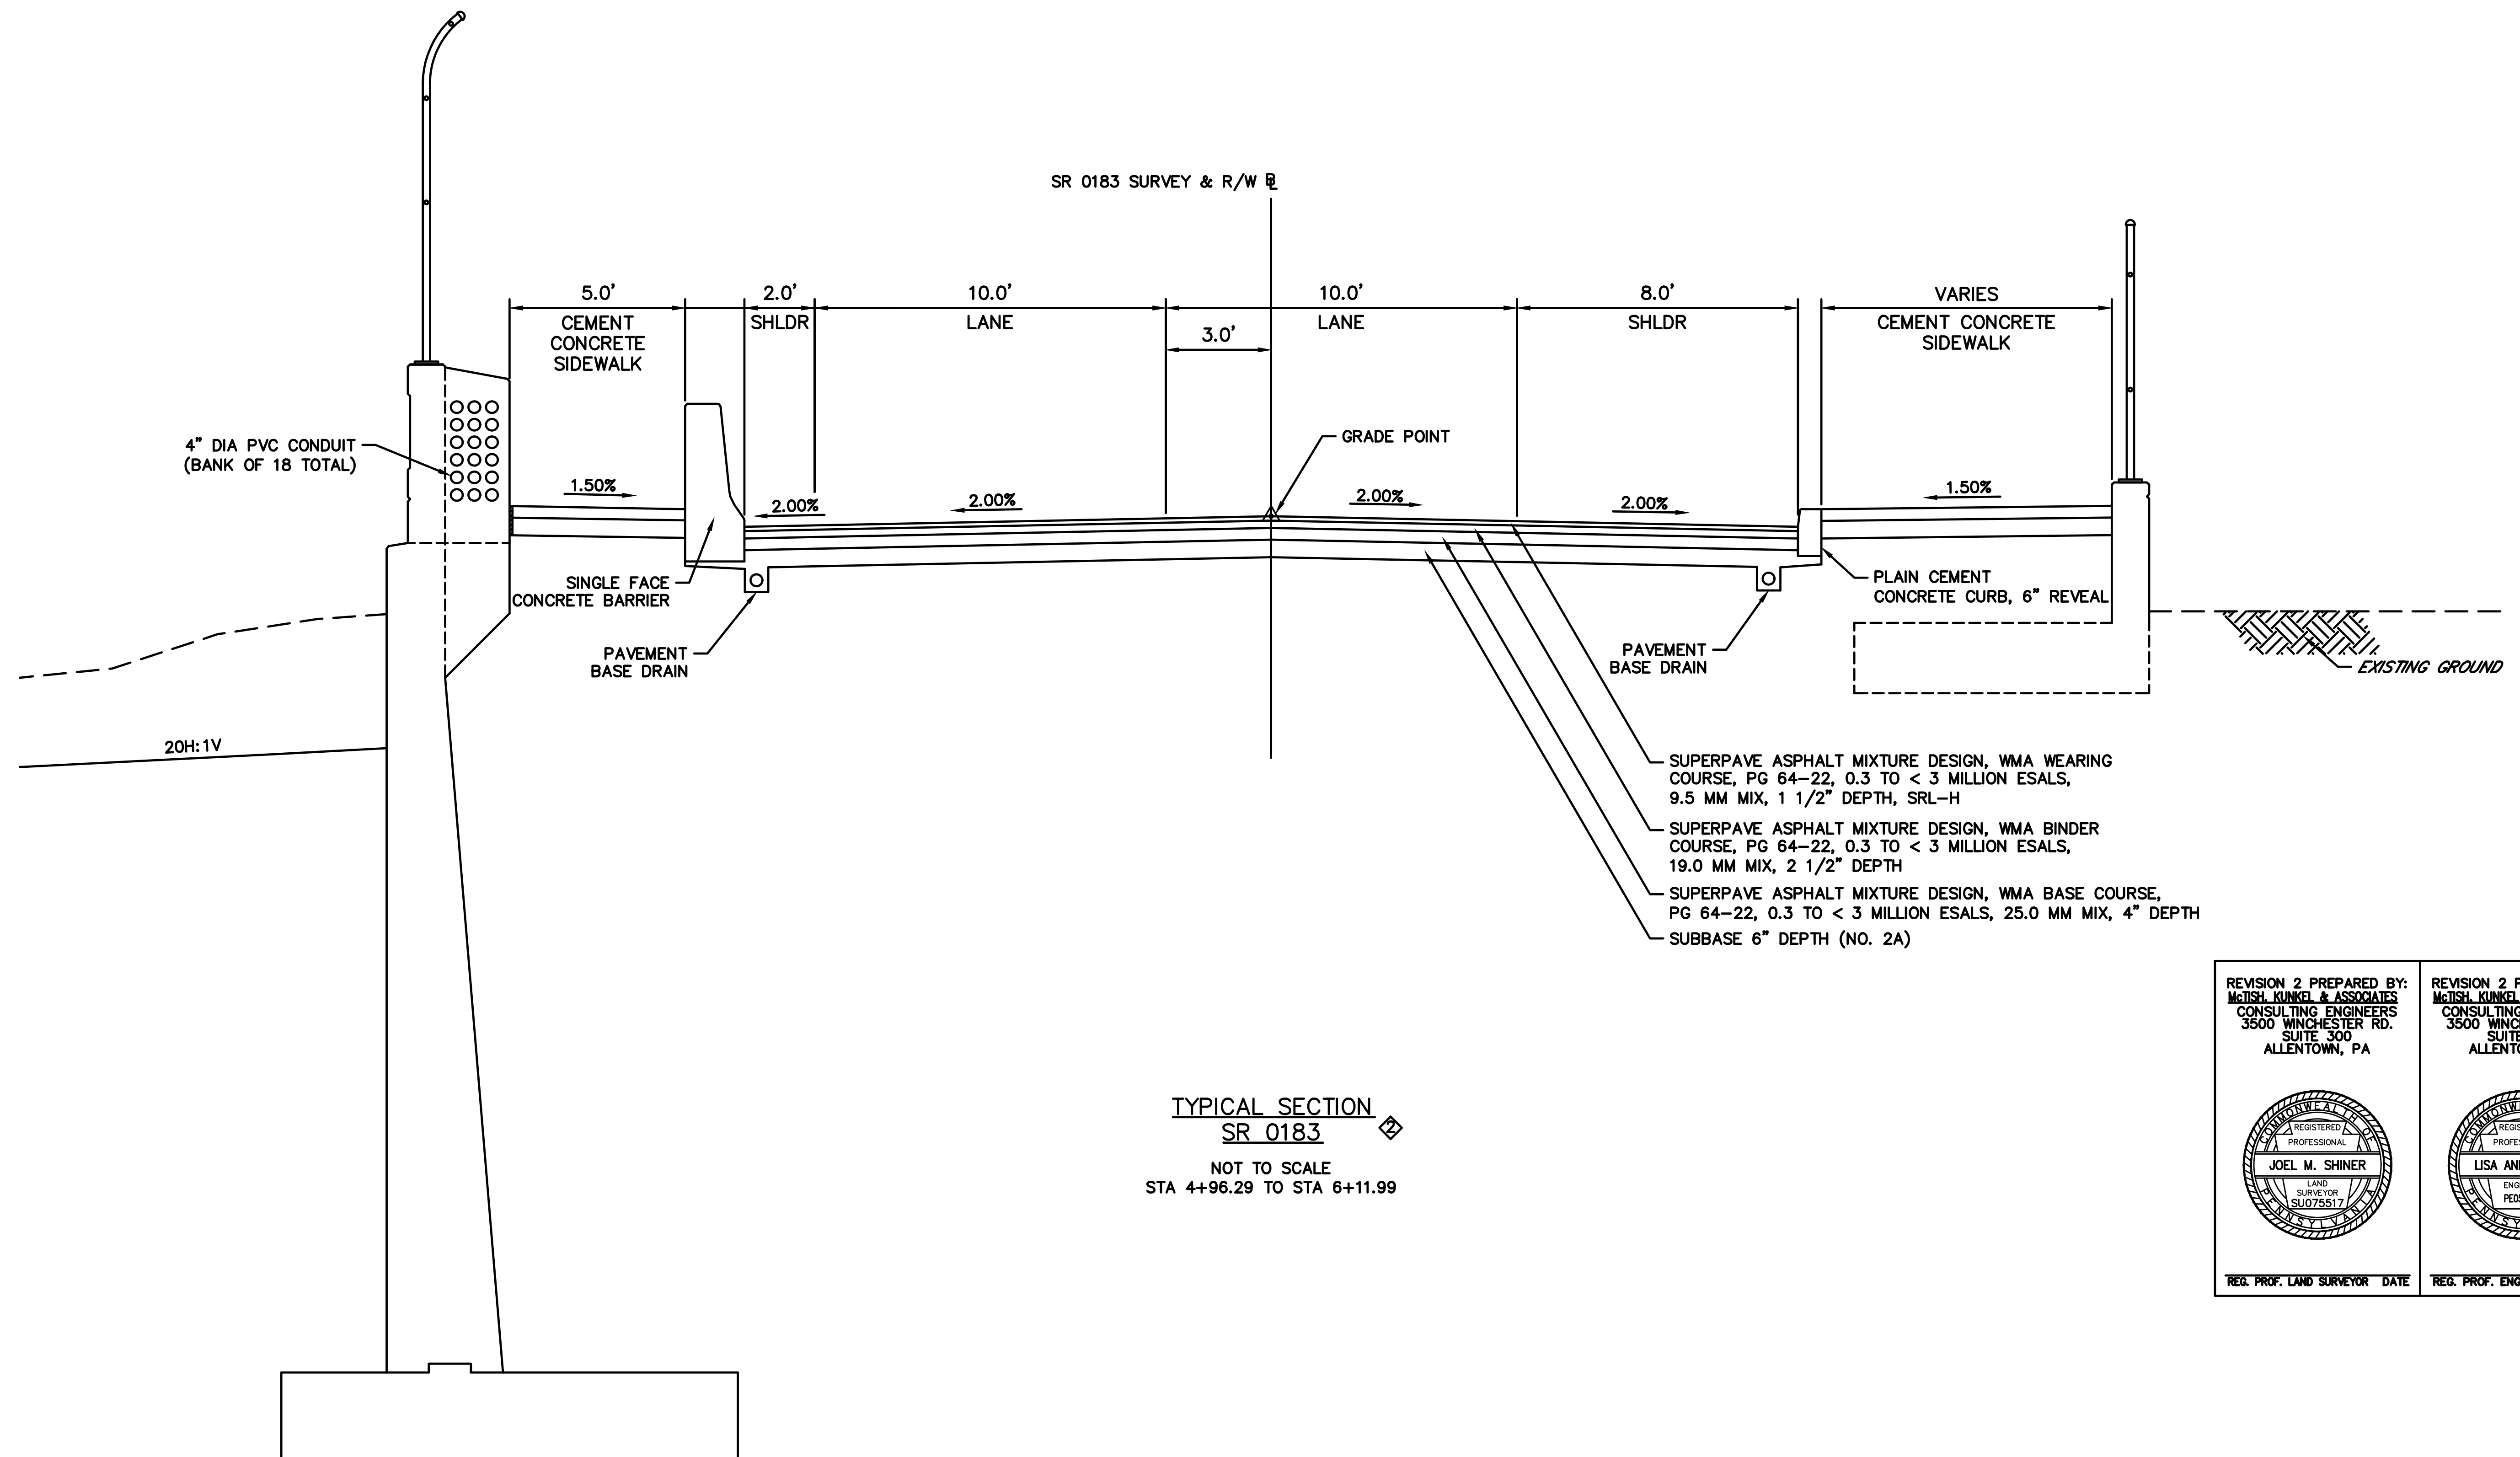 SR 0183 SURVEY & R/W ⅊
5.0' 2.0' 10.0' 10.0' 8.0' VARIES
CEMENT
CONCRETE
SIDEWALK
SHLDR
LANE
LANE
SHLDR
CEMENT CONCRETE
SIDEWALK
3.0'
GRADE POINT
4" DIA PVC CONDUIT
(BANK OF 18 TOTAL)
1.50%
2.00%
2.00%
2.00%
2.00%
1.50%
SINGLE FACE
CONCRETE BARRIER
PLAIN CEMENT
CONCRETE CURB, 6" REVEAL
PAVEMENT
BASE DRAIN
PAVEMENT
BASE DRAIN
EXISTING GROUND
20H:1V
SUPERPAVE ASPHALT MIXTURE DESIGN, WMA WEARING
COURSE, PG 64-22, 0.3 TO < 3 MILLION ESALS,
9.5 MM MIX, 1 1/2" DEPTH, SRL-H
SUPERPAVE ASPHALT MIXTURE DESIGN, WMA BINDER
COURSE, PG 64-22, 0.3 TO < 3 MILLION ESALS,
19.0 MM MIX, 2 1/2" DEPTH
SUPERPAVE ASPHALT MIXTURE DESIGN, WMA BASE COURSE,
PG 64-22, 0.3 TO < 3 MILLION ESALS, 25.0 MM MIX, 4" DEPTH
SUBBASE 6" DEPTH (NO. 2A)
TYPICAL SECTION
SR 0183
2
NOT TO SCALE
STA 4+96.29 TO STA 6+11.99
REVISION 2 PREPARED BY:
McTISH, KUNKEL & ASSOCIATES
CONSULTING ENGINEERS
3500 WINCHESTER RD.
SUITE 300
ALLENTOWN, PA
COMMONWEALTH OF
REGISTERED
PROFESSIONAL
JOEL M. SHINER
LAND
SURVEYOR
SU075517
PENNSYLVANIA
REG. PROF. LAND SURVEYOR DATE
REVISION 2
McTISH, KUNKEL
CONSULTING
3500
LISA
REG. PROF.